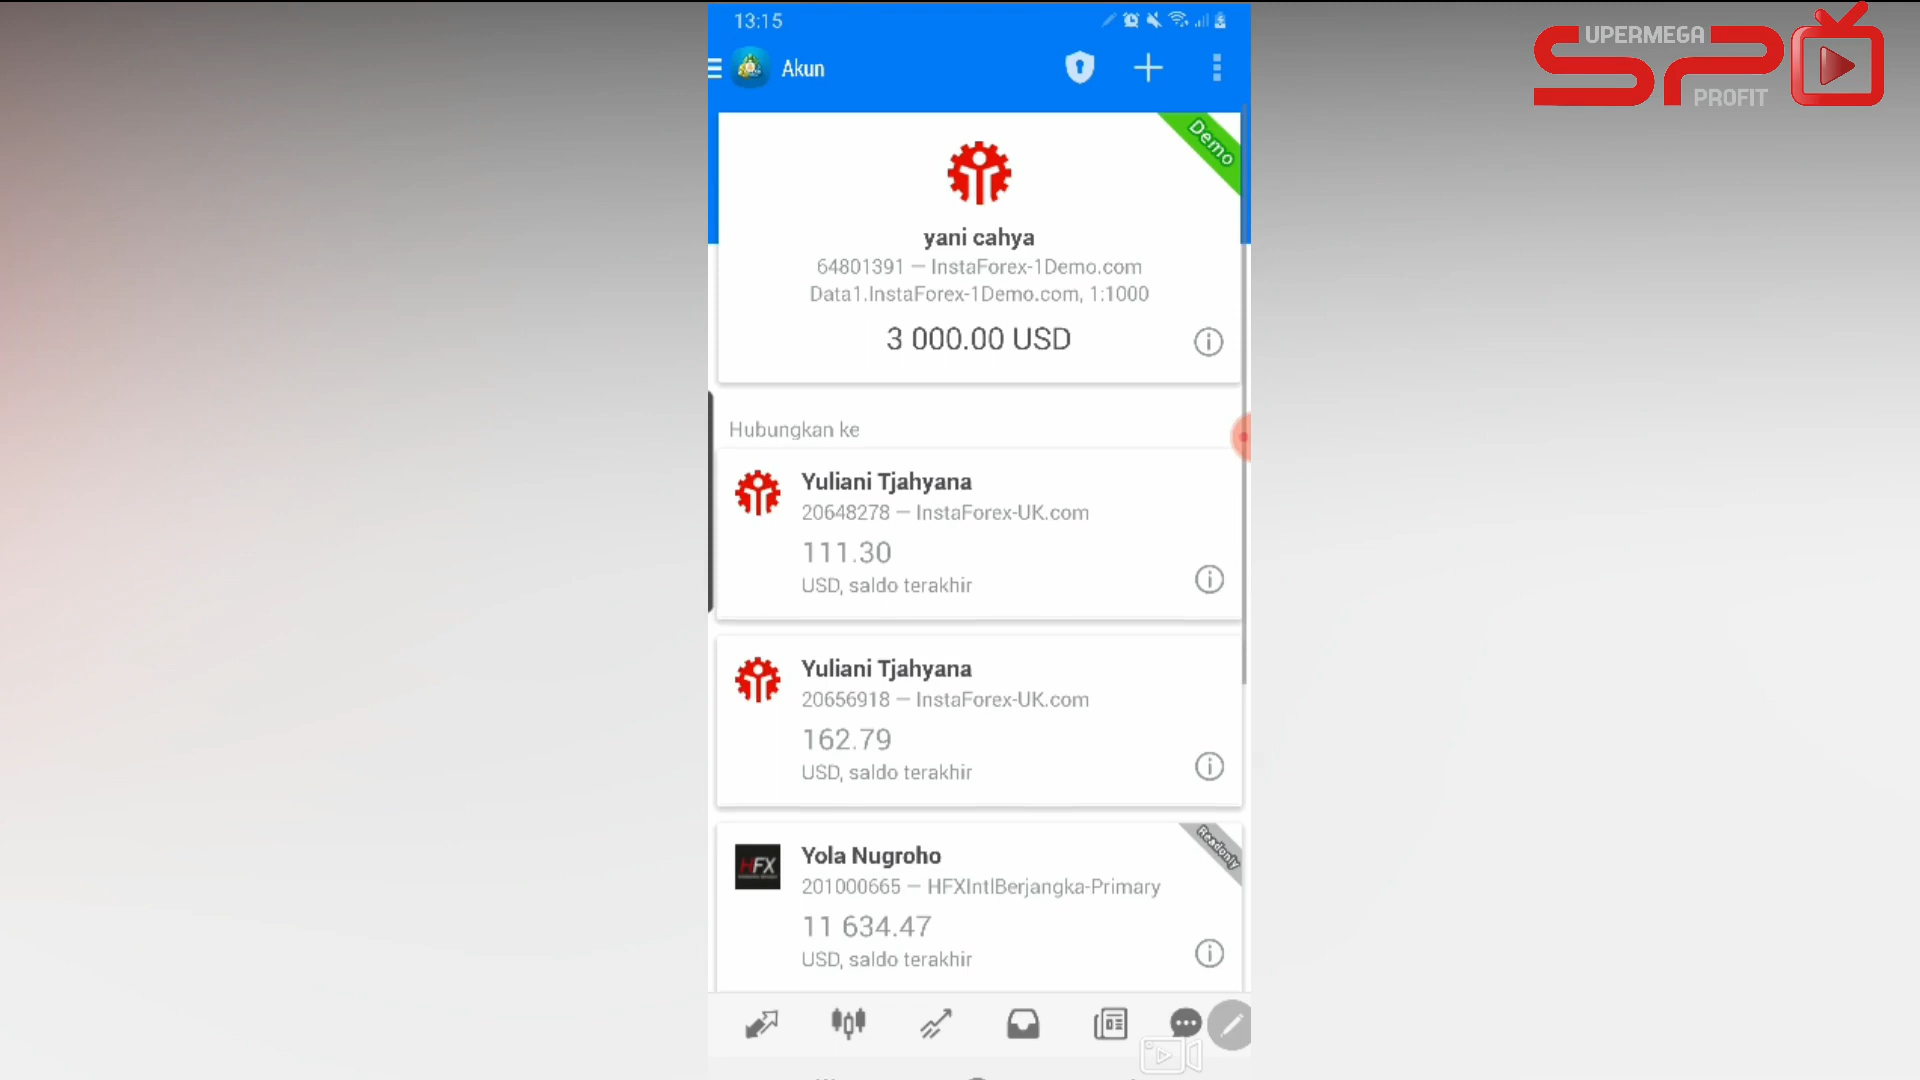 13:15
Akun
UPERMEGA
SP
PROFIT
Demo
yani cahya
64801391 — InstaForex-1Demo.com
Data1.InstaForex-1Demo.com, 1:1000
3 000.00 USD
Hubungkan ke
Yuliani Tjahyana
20648278 — InstaForex-UK.com
111.30
USD, saldo terakhir
Yuliani Tjahyana
20656918 — InstaForex-UK.com
162.79
USD, saldo terakhir
Readonly
HFX
Yola Nugroho
201000665 — HFXIntlBerjangka-Primary
11 634.47
USD, saldo terakhir